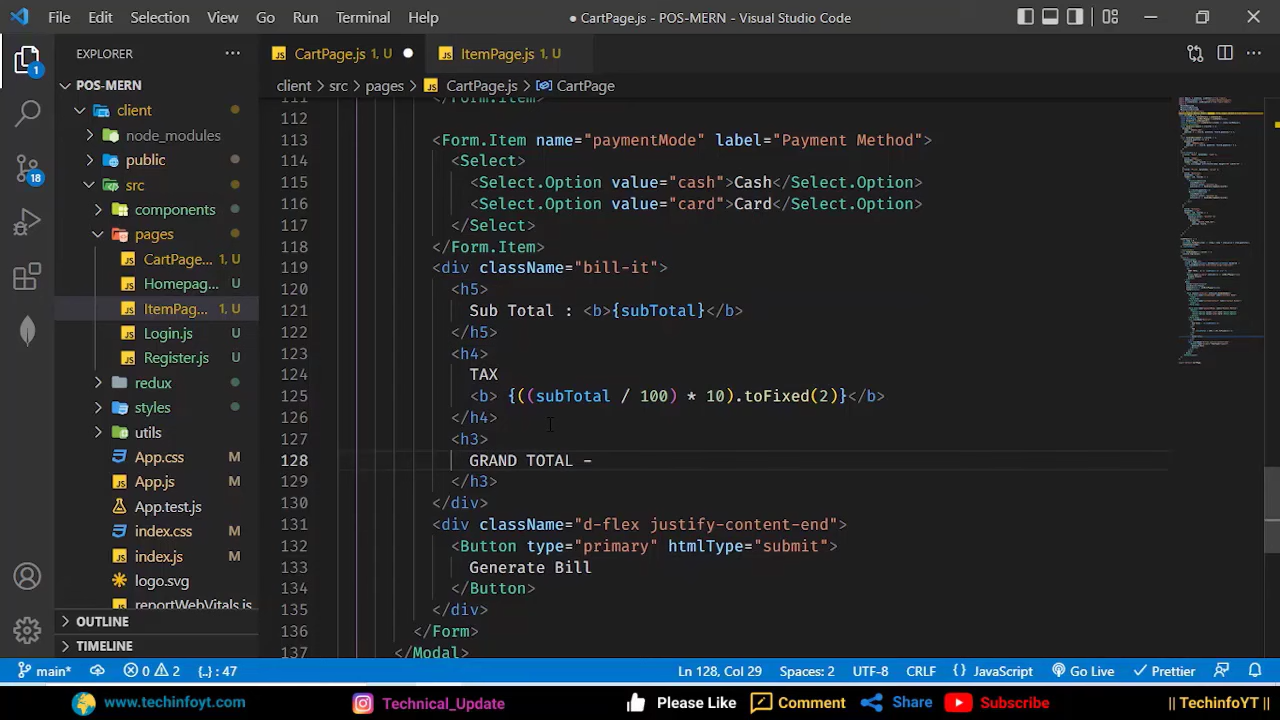 File Edit Selection View Go Run Terminal Help
● CartPage.js - POS-MERN - Visual Studio Code
EXPLORER
CartPage.js 1, U
ItemPage.js 1, U
POS-MERN
client > src > pages > CartPage.js > CartPage
client
node_modules
public
src
components
pages
CartPage... 1, U
Homepag... U
ItemPag... 1, U
Login.js U
Register.js U
redux
styles
utils
App.css M
App.js M
App.test.js
index.css M
index.js M
logo.svg
reportWebVitals.js
OUTLINE
TIMELINE
1
18
111 </Form.Item>
112
113 <Form.Item name="paymentMode" label="Payment Method">
114 <Select>
115 <Select.Option value="cash">Cash</Select.Option>
116 <Select.Option value="card">Card</Select.Option>
117 </Select>
118 </Form.Item>
119 <div className="bill-it">
120 <h5>
121 Sub Total : <b>{subTotal}</b>
122 </h5>
123 <h4>
124 TAX
125 <b> {((subTotal / 100) * 10).toFixed(2)}</b>
126 </h4>
127 <h3>
128 GRAND TOTAL -
129 </h3>
130 </div>
131 <div className="d-flex justify-content-end">
132 <Button type="primary" htmlType="submit">
133 Generate Bill
134 </Button>
135 </div>
136 </Form>
137 </Modal>
main* 0 2 {..} : 47 Ln 128, Col 29 Spaces: 2 UTF-8 CRLF {} JavaScript Go Live Prettier
www.techinfoyt.com Technical_Update Please Like Comment Share Subscribe || TechinfoYT ||